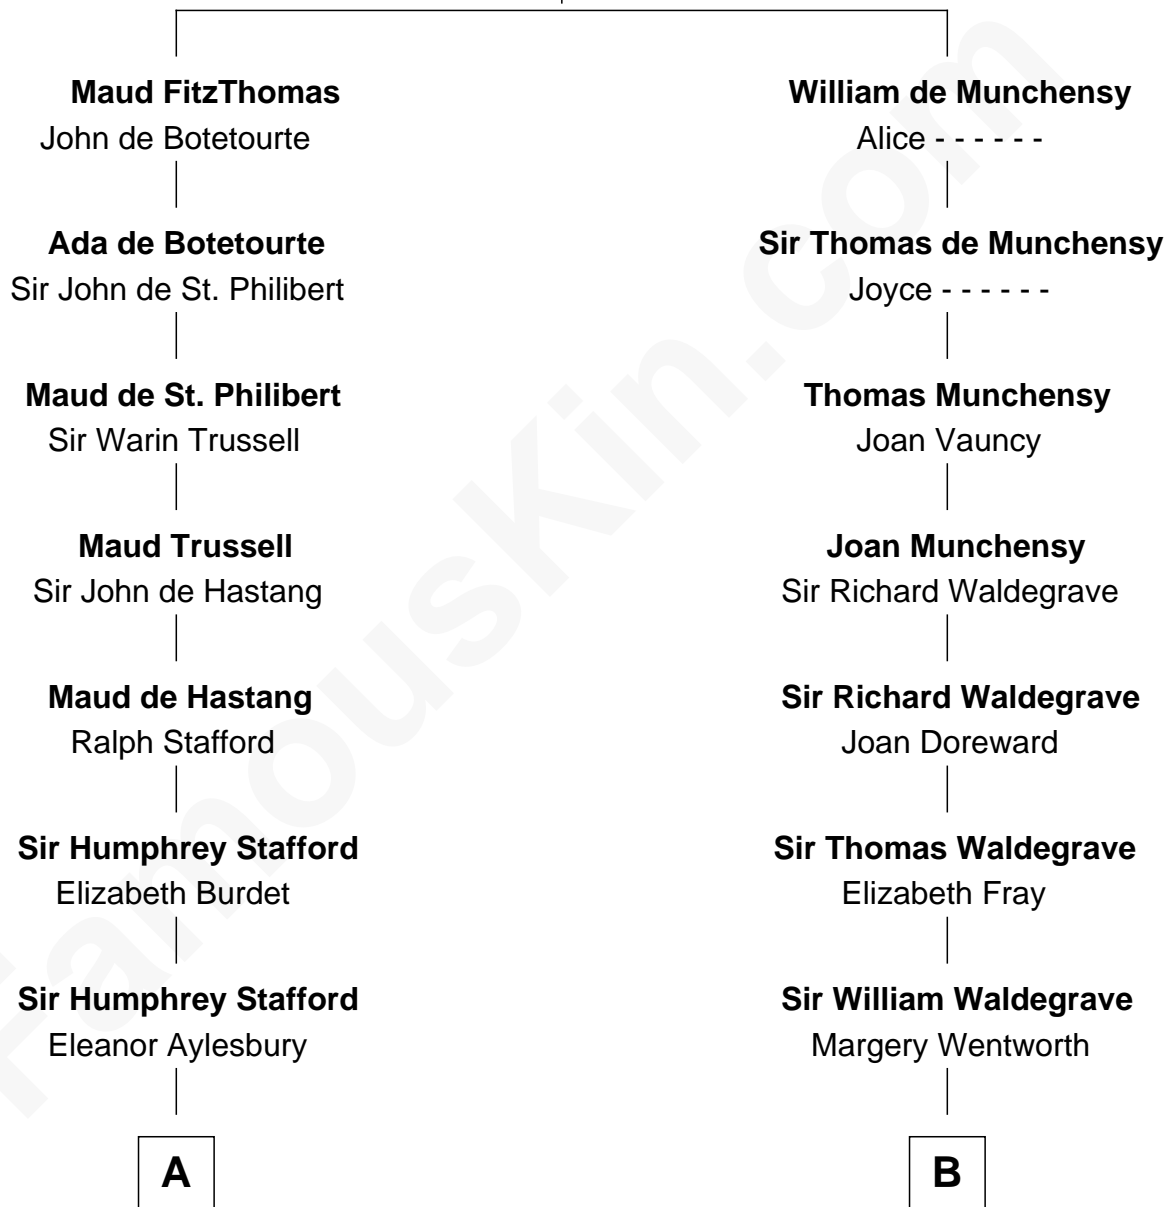 Maud FitzThomas
John de Botetourte
Ada de Botetourte
Sir John de St. Philibert
Maud de St. Philibert
Sir Warin Trussell
Maud Trussell
Sir John de Hastang
Maud de Hastang
Ralph Stafford
Sir Humphrey Stafford
Elizabeth Burdet
Sir Humphrey Stafford
Eleanor Aylesbury
A
William de Munchensy
Alice - - - - - -
Sir Thomas de Munchensy
Joyce - - - - - -
Thomas Munchensy
Joan Vauncy
Joan Munchensy
Sir Richard Waldegrave
Sir Richard Waldegrave
Joan Doreward
Sir Thomas Waldegrave
Elizabeth Fray
Sir William Waldegrave
Margery Wentworth
B
FamousKin.com